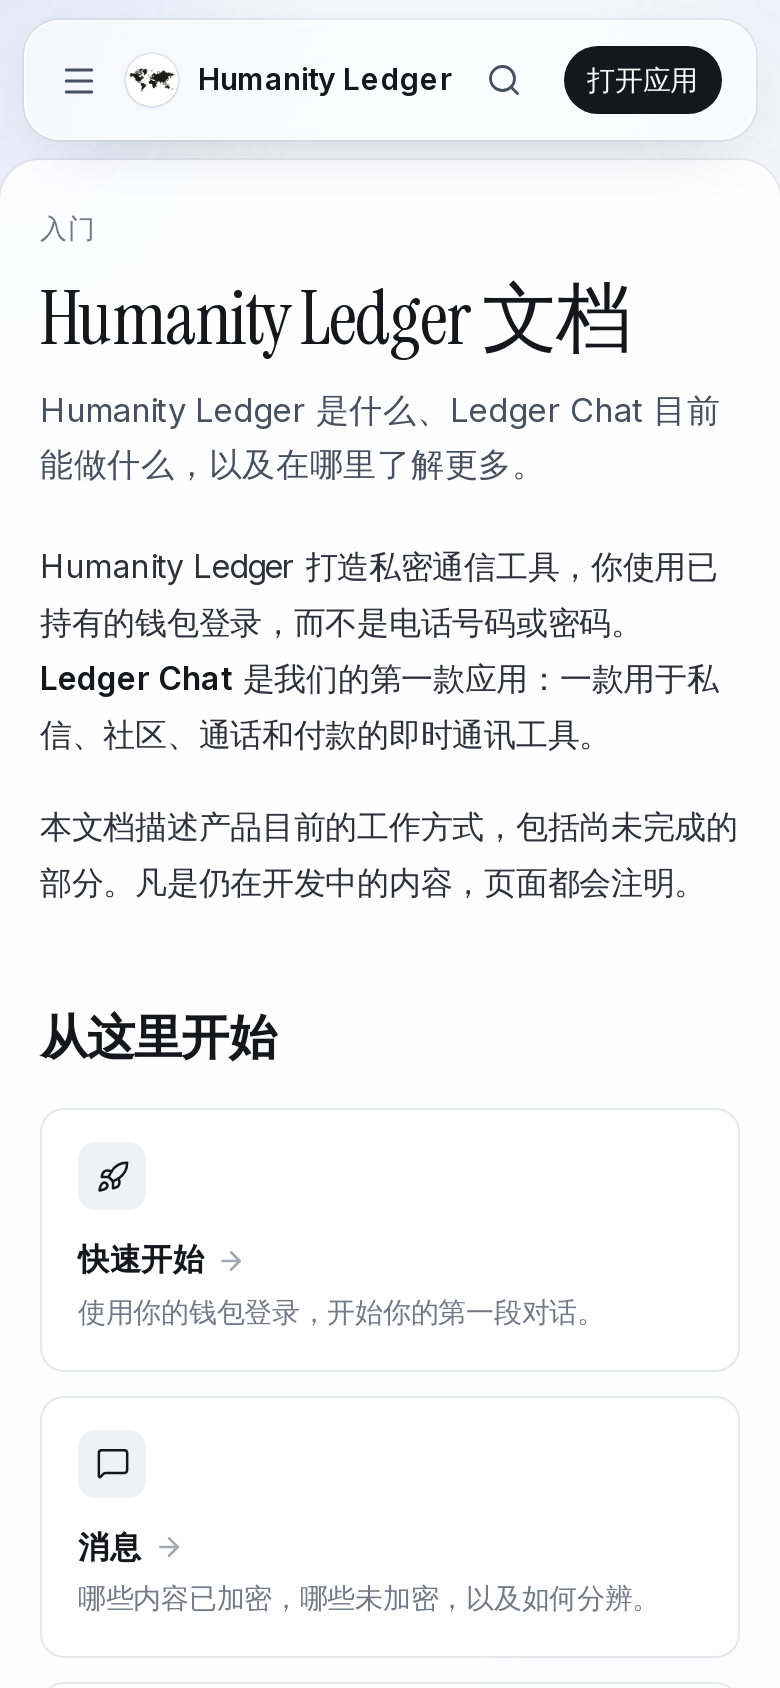 Humanity Ledger
打开应用
入门
Humanity Ledger 文档
Humanity Ledger 是什么、Ledger Chat 目前
能做什么，以及在哪里了解更多。
Humanity Ledger 打造私密通信工具，你使用已
持有的钱包登录，而不是电话号码或密码。
Ledger Chat 是我们的第一款应用：一款用于私
信、社区、通话和付款的即时通讯工具。
本文档描述产品目前的工作方式，包括尚未完成的
部分。凡是仍在开发中的内容，页面都会注明。
从这里开始
快速开始
使用你的钱包登录，开始你的第一段对话。
消息
哪些内容已加密，哪些未加密，以及如何分辨。